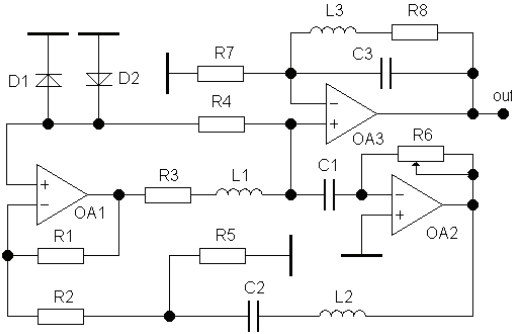 L3 R8
R7 C3
D1 D2
R4
− +
OA3 out
R6
+ −
OA1
R3 L1 C1
− +
OA2
R1
R5
R2 C2 L2